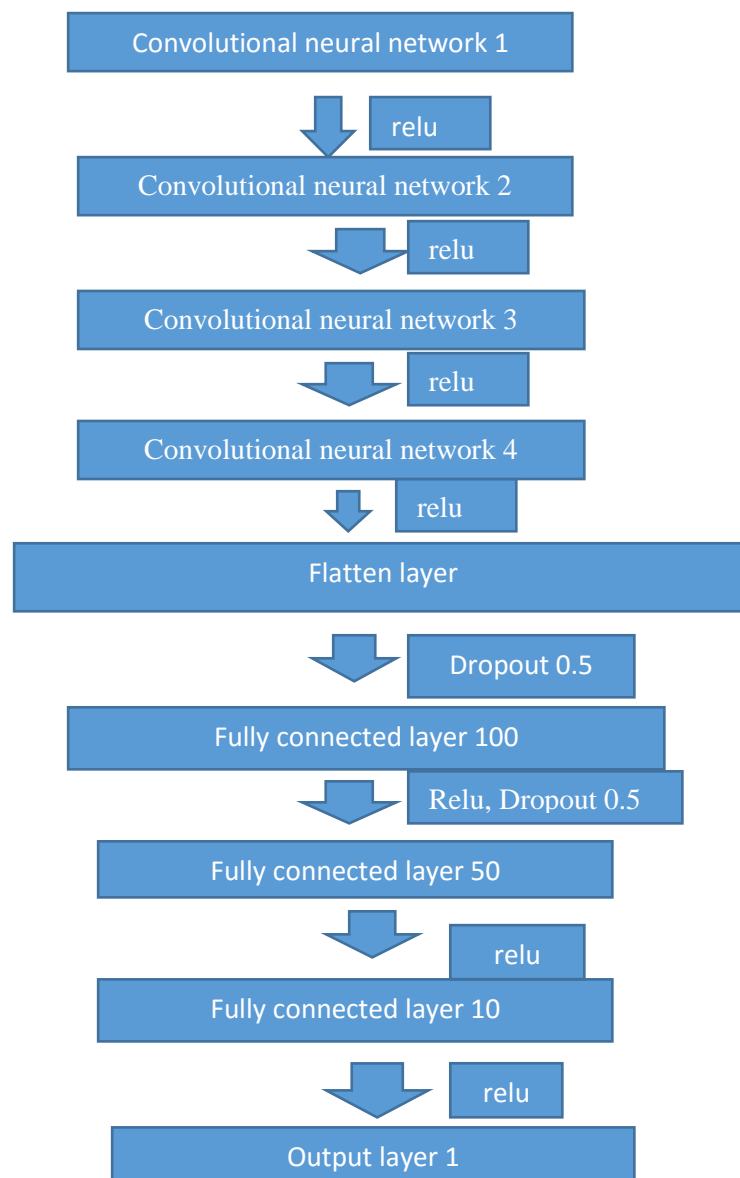 Convolutional neural network 1
relu
Convolutional neural network 2
relu
Convolutional neural network 3
relu
Convolutional neural network 4
relu
Flatten layer
Dropout 0.5
Fully connected layer 100
Relu, Dropout 0.5
Fully connected layer 50
relu
Fully connected layer 10
relu
Output layer 1